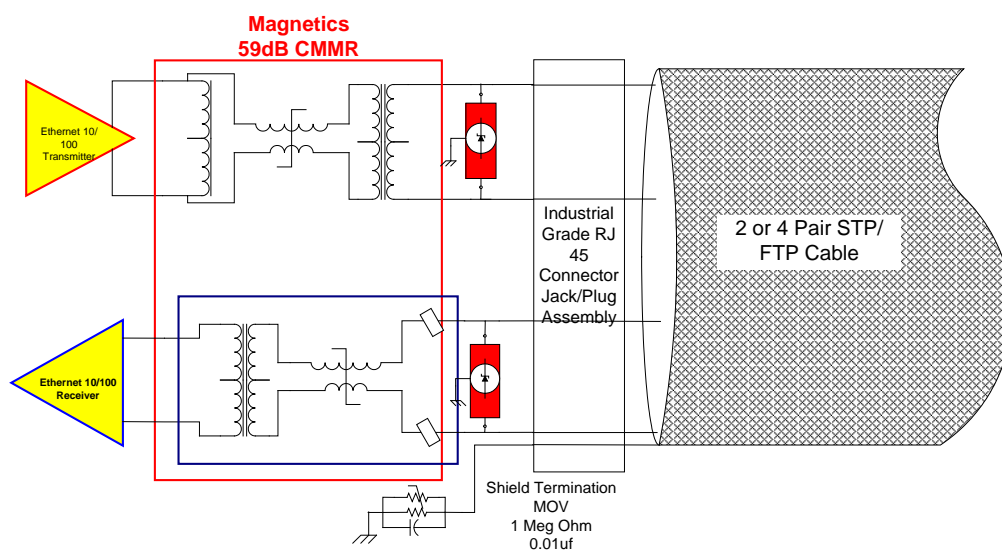 Magnetics
59dB CMMR
Ethernet 10/
100
Transmitter
Industrial
Grade RJ
45
Connector
Jack/Plug
Assembly
2 or 4 Pair STP/
FTP Cable
Ethernet 10/100
Receiver
Shield Termination
MOV
1 Meg Ohm
0.01uf